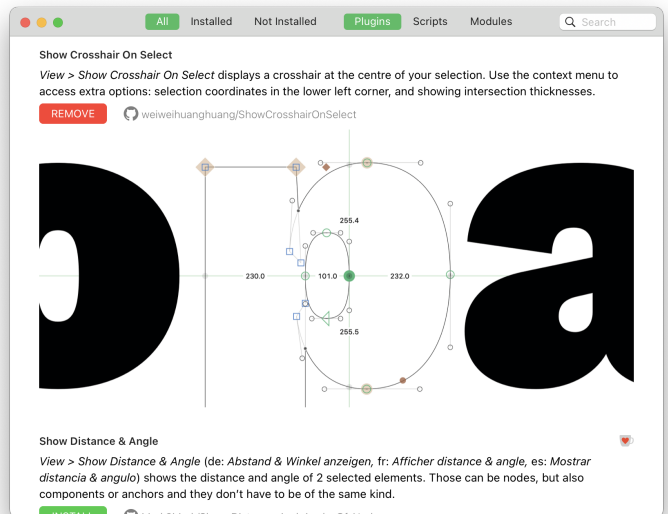 All Installed Not Installed Plugins Scripts Modules Search
Show Crosshair On Select
View > Show Crosshair On Select displays a crosshair at the centre of your selection. Use the context menu to
access extra options: selection coordinates in the lower left corner, and showing intersection thicknesses.
REMOVE weiweihuanghuang/ShowCrosshairOnSelect
255.4
230.0 101.0 232.0
255.5
Show Distance & Angle
View > Show Distance & Angle (de: Abstand & Winkel anzeigen, fr: Afficher distance & angle, es: Mostrar
distancia & angulo) shows the distance and angle of 2 selected elements. Those can be nodes, but also
components or anchors and they don't have to be of the same kind.